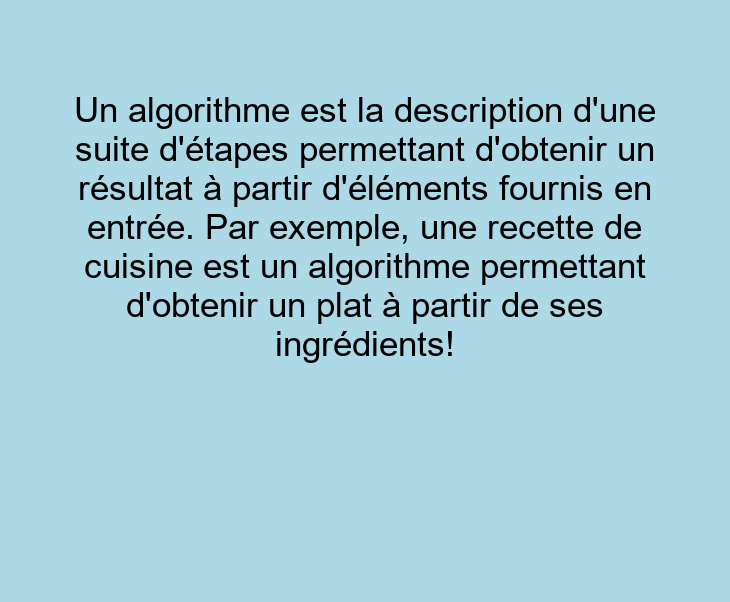 Un algorithme est la description d'une
suite d'étapes permettant d'obtenir un
résultat à partir d'éléments fournis en
entrée. Par exemple, une recette de
cuisine est un algorithme permettant
d'obtenir un plat à partir de ses
ingrédients!